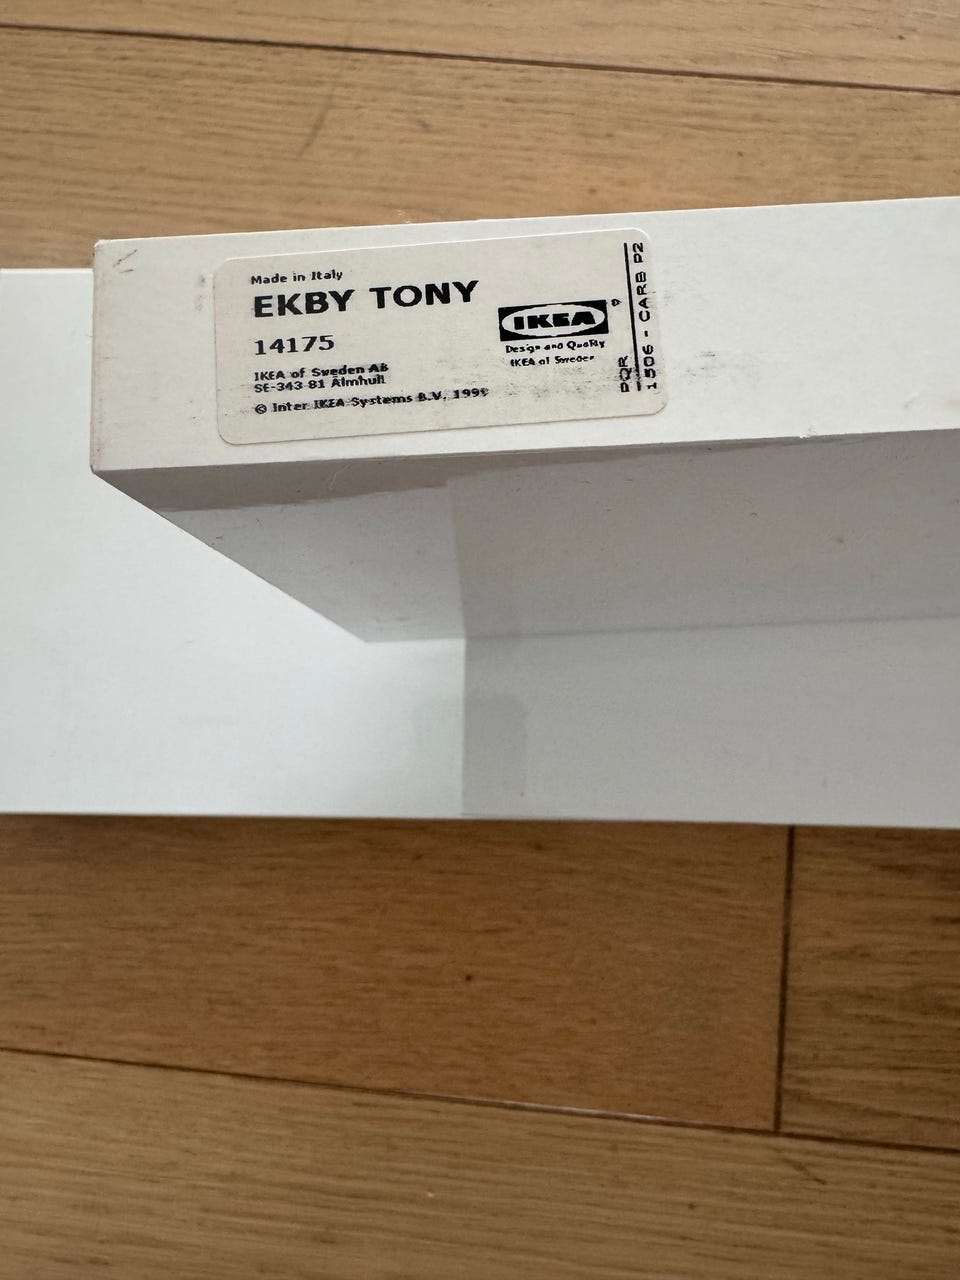 Made in Italy
EKBY TONY
14175
IKEA of Sweden AB
SE-343 81 Älmhult
© Inter IKEA Systems B.V. 1999
IKEA
®
Design and Quality
IKEA of Sweden
PQR
1506 - CARB P2